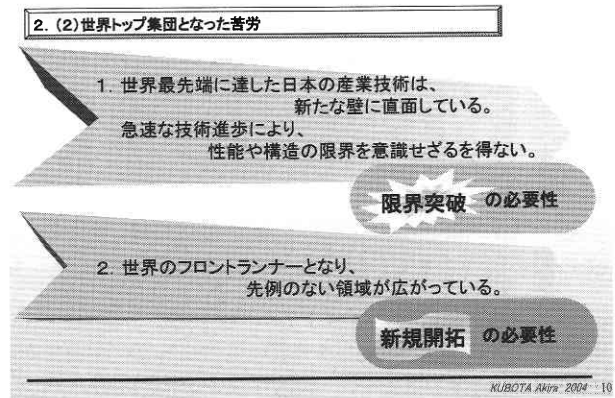 2. (2)世界トップ集団となった苦労
1. 世界最先端に達した日本の産業技術は、
新たな壁に直面している。
急速な技術進歩により、
性能や構造の限界を意識せざるを得ない。
限界突破 の必要性
2. 世界のフロントランナーとなり、
先例のない領域が広がっている。
新規開拓 の必要性
KUBOTA Akira 2004 10